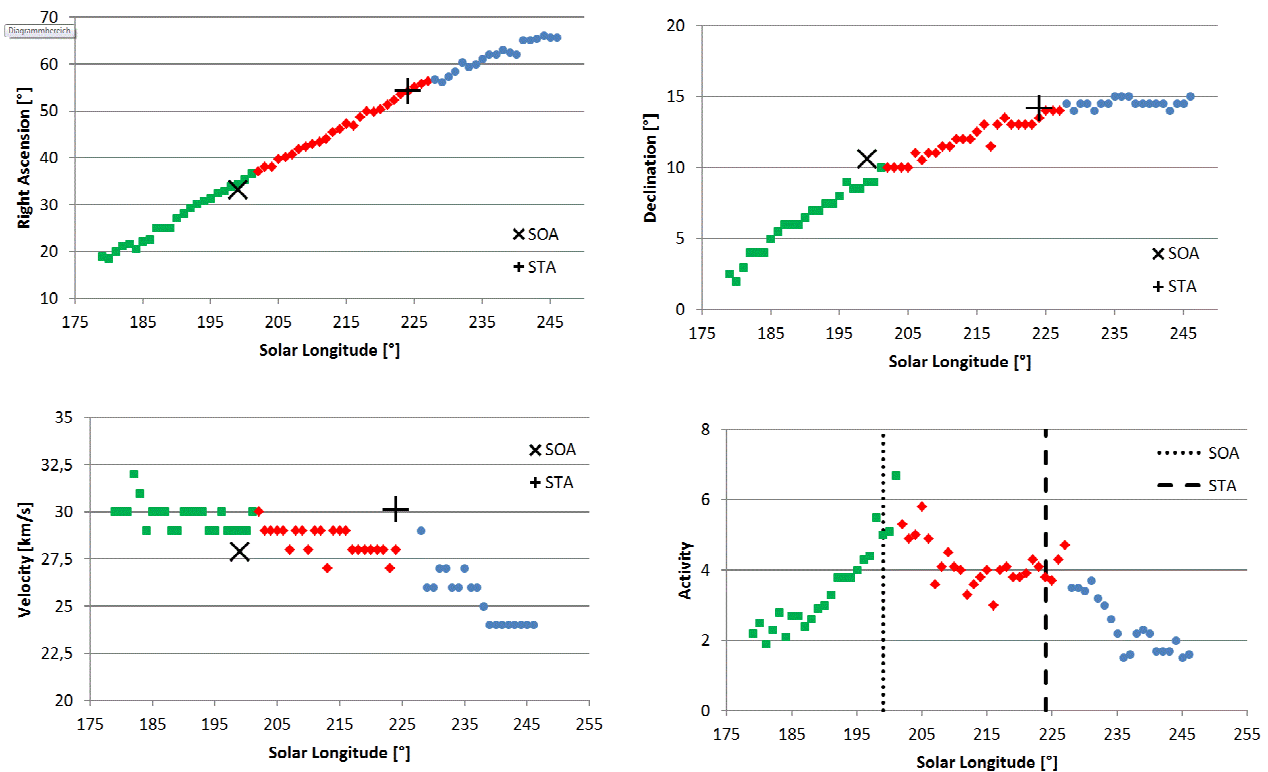 70
Diagrammbereich
60
50
40
30
20
10
175 185 195 205 215 225 235 245
Right Ascension [°]
Solar Longitude [°]
SOA
STA
20
15
10
5
0
175 185 195 205 215 225 235 245
Declination [°]
Solar Longitude [°]
SOA
STA
35
32,5
30
27,5
25
22,5
20
175 185 195 205 215 225 235 245 255
Velocity [km/s]
Solar Longitude [°]
SOA
STA
8
6
4
2
0
175 185 195 205 215 225 235 245 255
Activity
Solar Longitude [°]
SOA
STA